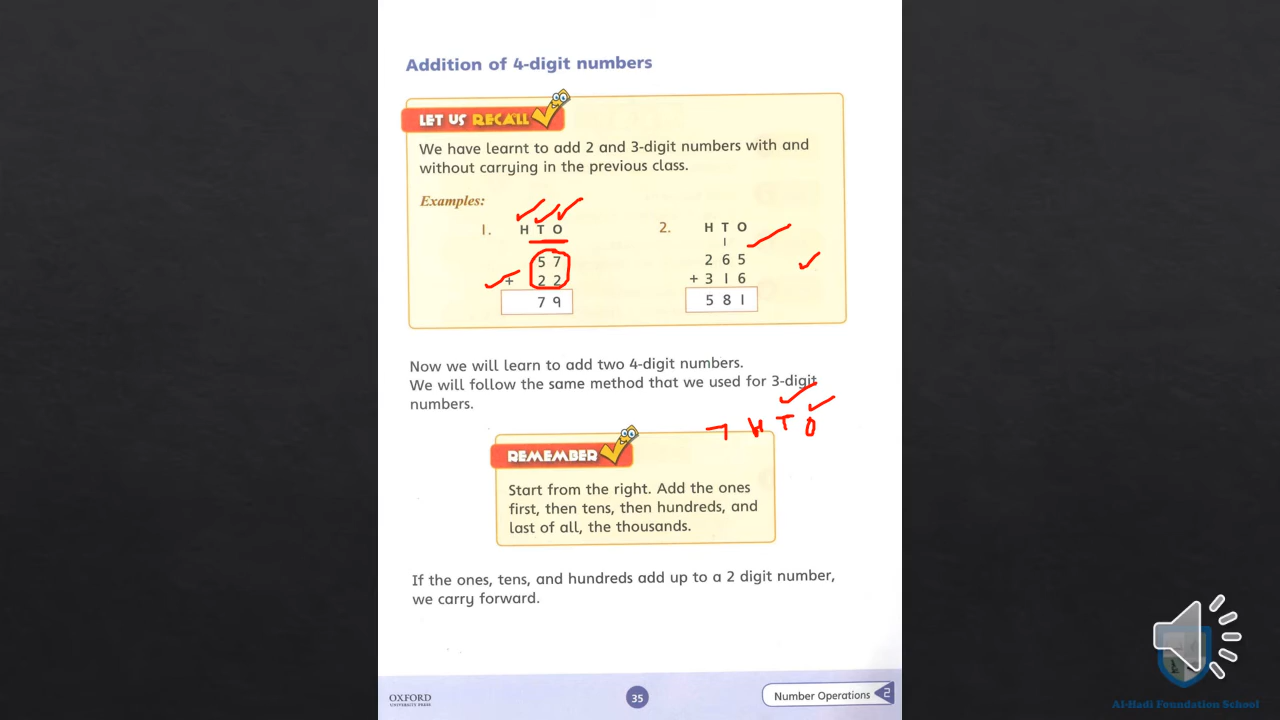 Addition of 4-digit numbers
LET US RECALL
We have learnt to add 2 and 3-digit numbers with and
without carrying in the previous class.
Examples:
1. H T O
5 7
+ 2 2
7 9
2. H T O
1
2 6 5
+ 3 1 6
5 8 1
Now we will learn to add two 4-digit numbers.
We will follow the same method that we used for 3-digit
numbers.
H T O
REMEMBER
Start from the right. Add the ones
first, then tens, then hundreds, and
last of all, the thousands.
If the ones, tens, and hundreds add up to a 2 digit number,
we carry forward.
OXFORD
UNIVERSITY PRESS
35
Number Operations 2
Al-Hadi Foundation School